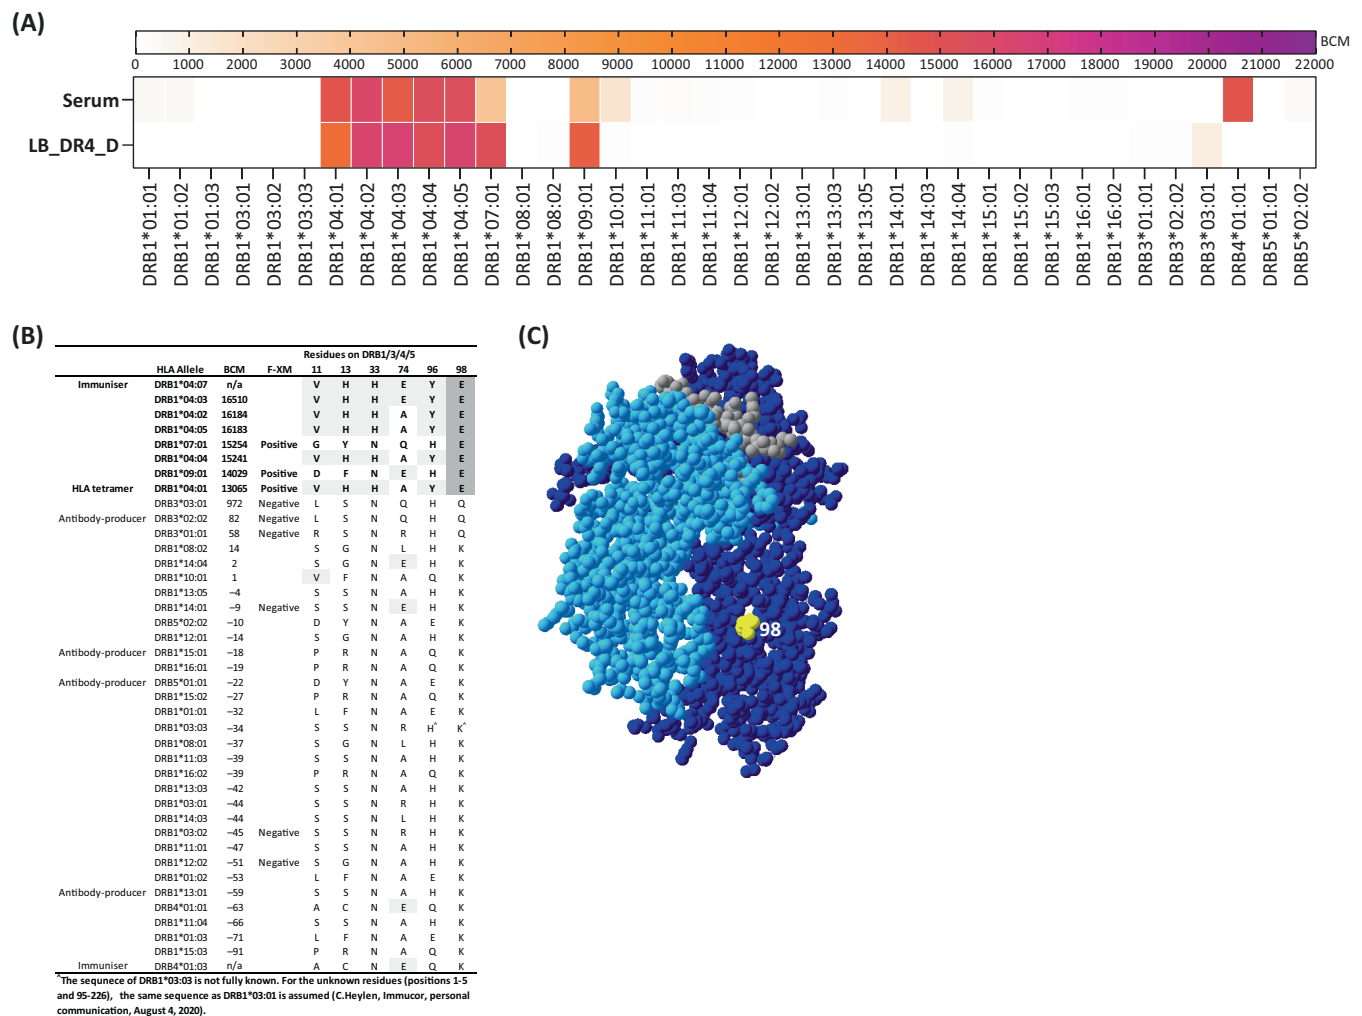 (A)
BCM
0 1000 2000 3000 4000 5000 6000 7000 8000 9000 10000 11000 12000 13000 14000 15000 16000 17000 18000 19000 20000 21000 22000
Serum
LB_DR4_D
DRB1*01:01
DRB1*01:02
DRB1*01:03
DRB1*03:01
DRB1*03:02
DRB1*03:03
DRB1*04:01
DRB1*04:02
DRB1*04:03
DRB1*04:04
DRB1*04:05
DRB1*07:01
DRB1*08:01
DRB1*08:02
DRB1*09:01
DRB1*10:01
DRB1*11:01
DRB1*11:03
DRB1*11:04
DRB1*12:01
DRB1*12:02
DRB1*13:01
DRB1*13:03
DRB1*13:05
DRB1*14:01
DRB1*14:03
DRB1*14:04
DRB1*15:01
DRB1*15:02
DRB1*15:03
DRB1*16:01
DRB1*16:02
DRB3*01:01
DRB3*02:02
DRB3*03:01
DRB4*01:01
DRB5*01:01
DRB5*02:02
(B)
Residues on DRB1/3/4/5
HLA Allele BCM F-XM 11 13 33 74 96 98
Immuniser DRB1*04:07 n/a V H H E Y E
DRB1*04:03 16510 V H H E Y E
DRB1*04:02 16184 V H H A Y E
DRB1*04:05 16183 V H H A Y E
DRB1*07:01 15254 Positive G Y N Q H E
DRB1*04:04 15241 V H H A Y E
DRB1*09:01 14029 Positive D F N E H E
HLA tetramer DRB1*04:01 13065 Positive V H H A Y E
DRB3*03:01 972 Negative L S N Q H Q
Antibody-producer DRB3*02:02 82 Negative L S N Q H Q
DRB3*01:01 58 Negative R S N R H Q
DRB1*08:02 14 S G N L H K
DRB1*14:04 2 S G N E H K
DRB1*10:01 1 V F N A Q K
DRB1*13:05 –4 S S N A H K
DRB1*14:01 –9 Negative S S N E H K
DRB5*02:02 –10 D Y N A E K
DRB1*12:01 –14 S G N A H K
Antibody-producer DRB1*15:01 –18 P R N A Q K
DRB1*16:01 –19 P R N A Q K
Antibody-producer DRB5*01:01 –22 D Y N A E K
DRB1*15:02 –27 P R N A Q K
DRB1*01:01 –32 L F N A E K
DRB1*03:03 –34 S S N R H^ K^
DRB1*08:01 –37 S G N L H K
DRB1*11:03 –39 S S N A H K
DRB1*16:02 –39 P R N A Q K
DRB1*13:03 –42 S S N A H K
DRB1*03:01 –44 S S N R H K
DRB1*14:03 –44 S S N L H K
DRB1*03:02 –45 Negative S S N R H K
DRB1*11:01 –47 S S N A H K
DRB1*12:02 –51 Negative S G N A H K
DRB1*01:02 –53 L F N A E K
Antibody-producer DRB1*13:01 –59 S S N A H K
DRB4*01:01 –63 A C N E Q K
DRB1*11:04 –66 S S N A H K
DRB1*01:03 –71 L F N A E K
DRB1*15:03 –91 P R N A Q K
Immuniser DRB4*01:03 n/a A C N E Q K
^The sequnece of DRB1*03:03 is not fully known. For the unknown residues (positions 1-5
and 95-226), the same sequence as DRB1*03:01 is assumed (C.Heylen, Immucor, personal
communication, August 4, 2020).
(C)
98